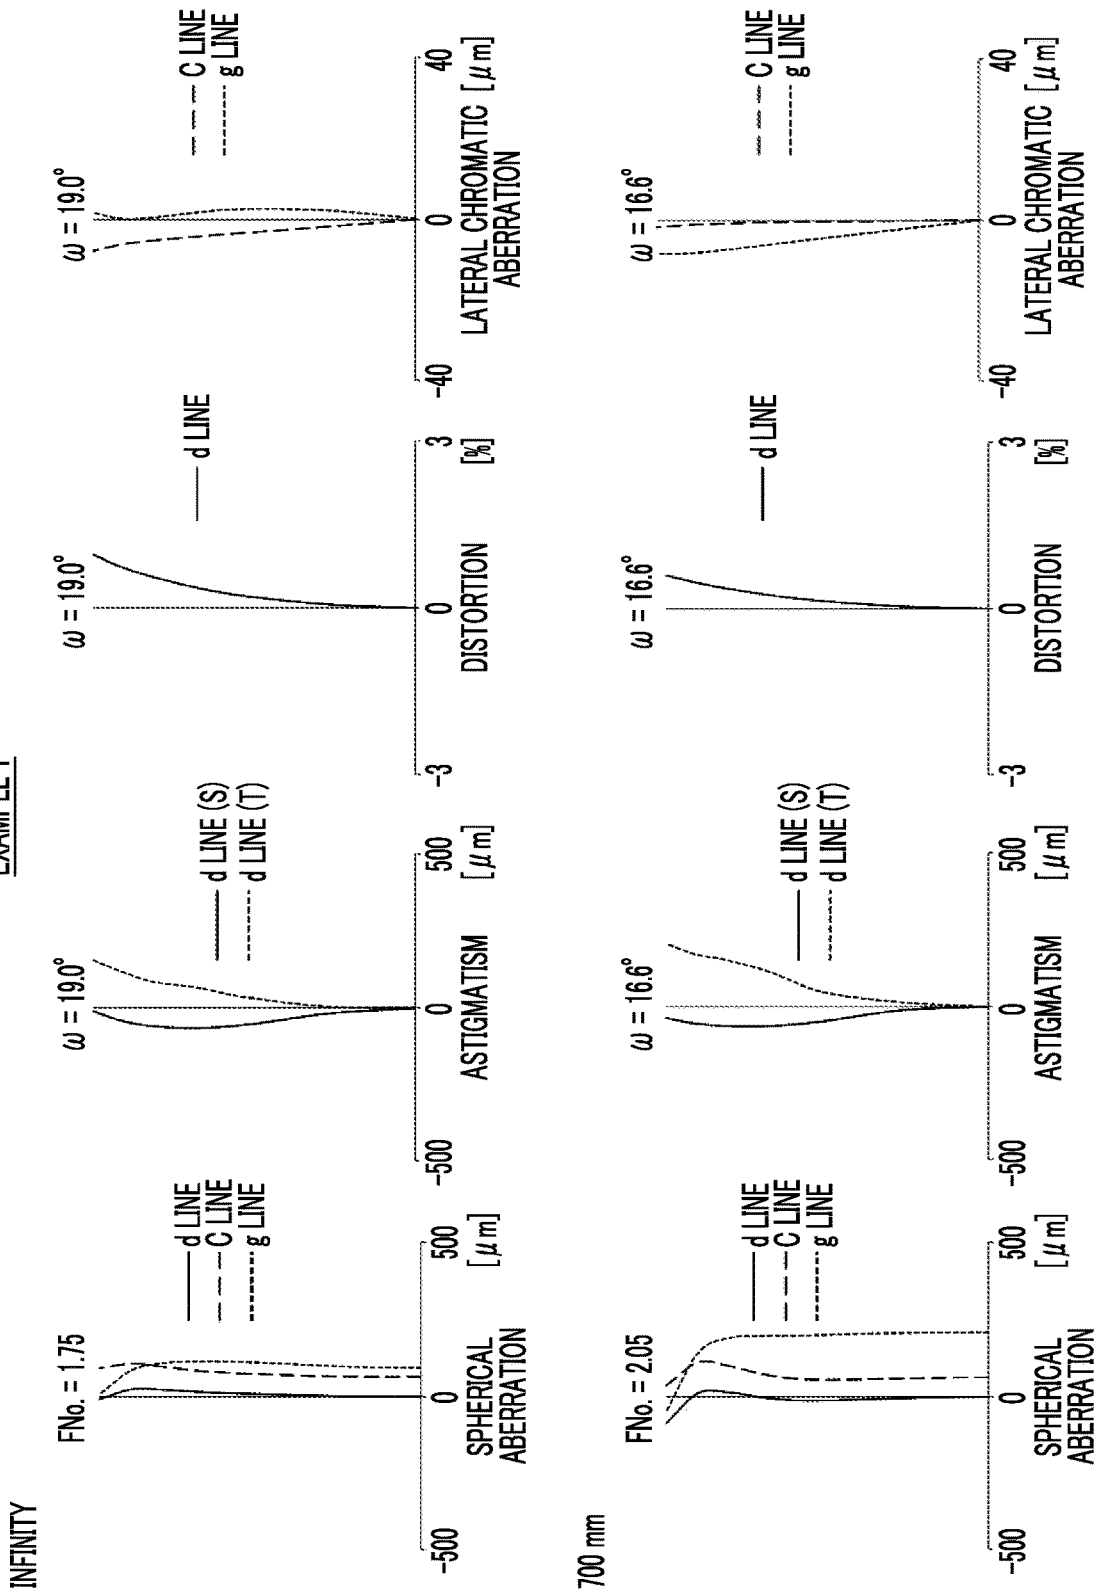 INFINITY
FNo. = 1.75
d LINE
C LINE
g LINE
-500
0
500
[μm]
SPHERICAL
ABERRATION
ω = 19.0°
d LINE (S)
d LINE (T)
-500
0
500
[μm]
ASTIGMATISM
ω = 19.0°
d LINE
-3
0
3
[%]
DISTORTION
ω = 19.0°
C LINE
g LINE
-40
0
40
LATERAL CHROMATIC [μm]
ABERRATION
700 mm
FNo. = 2.05
d LINE
C LINE
g LINE
-500
0
500
[μm]
SPHERICAL
ABERRATION
ω = 16.6°
d LINE (S)
d LINE (T)
-500
0
500
[μm]
ASTIGMATISM
ω = 16.6°
d LINE
-3
0
3
[%]
DISTORTION
ω = 16.6°
C LINE
g LINE
-40
0
40
LATERAL CHROMATIC [μm]
ABERRATION